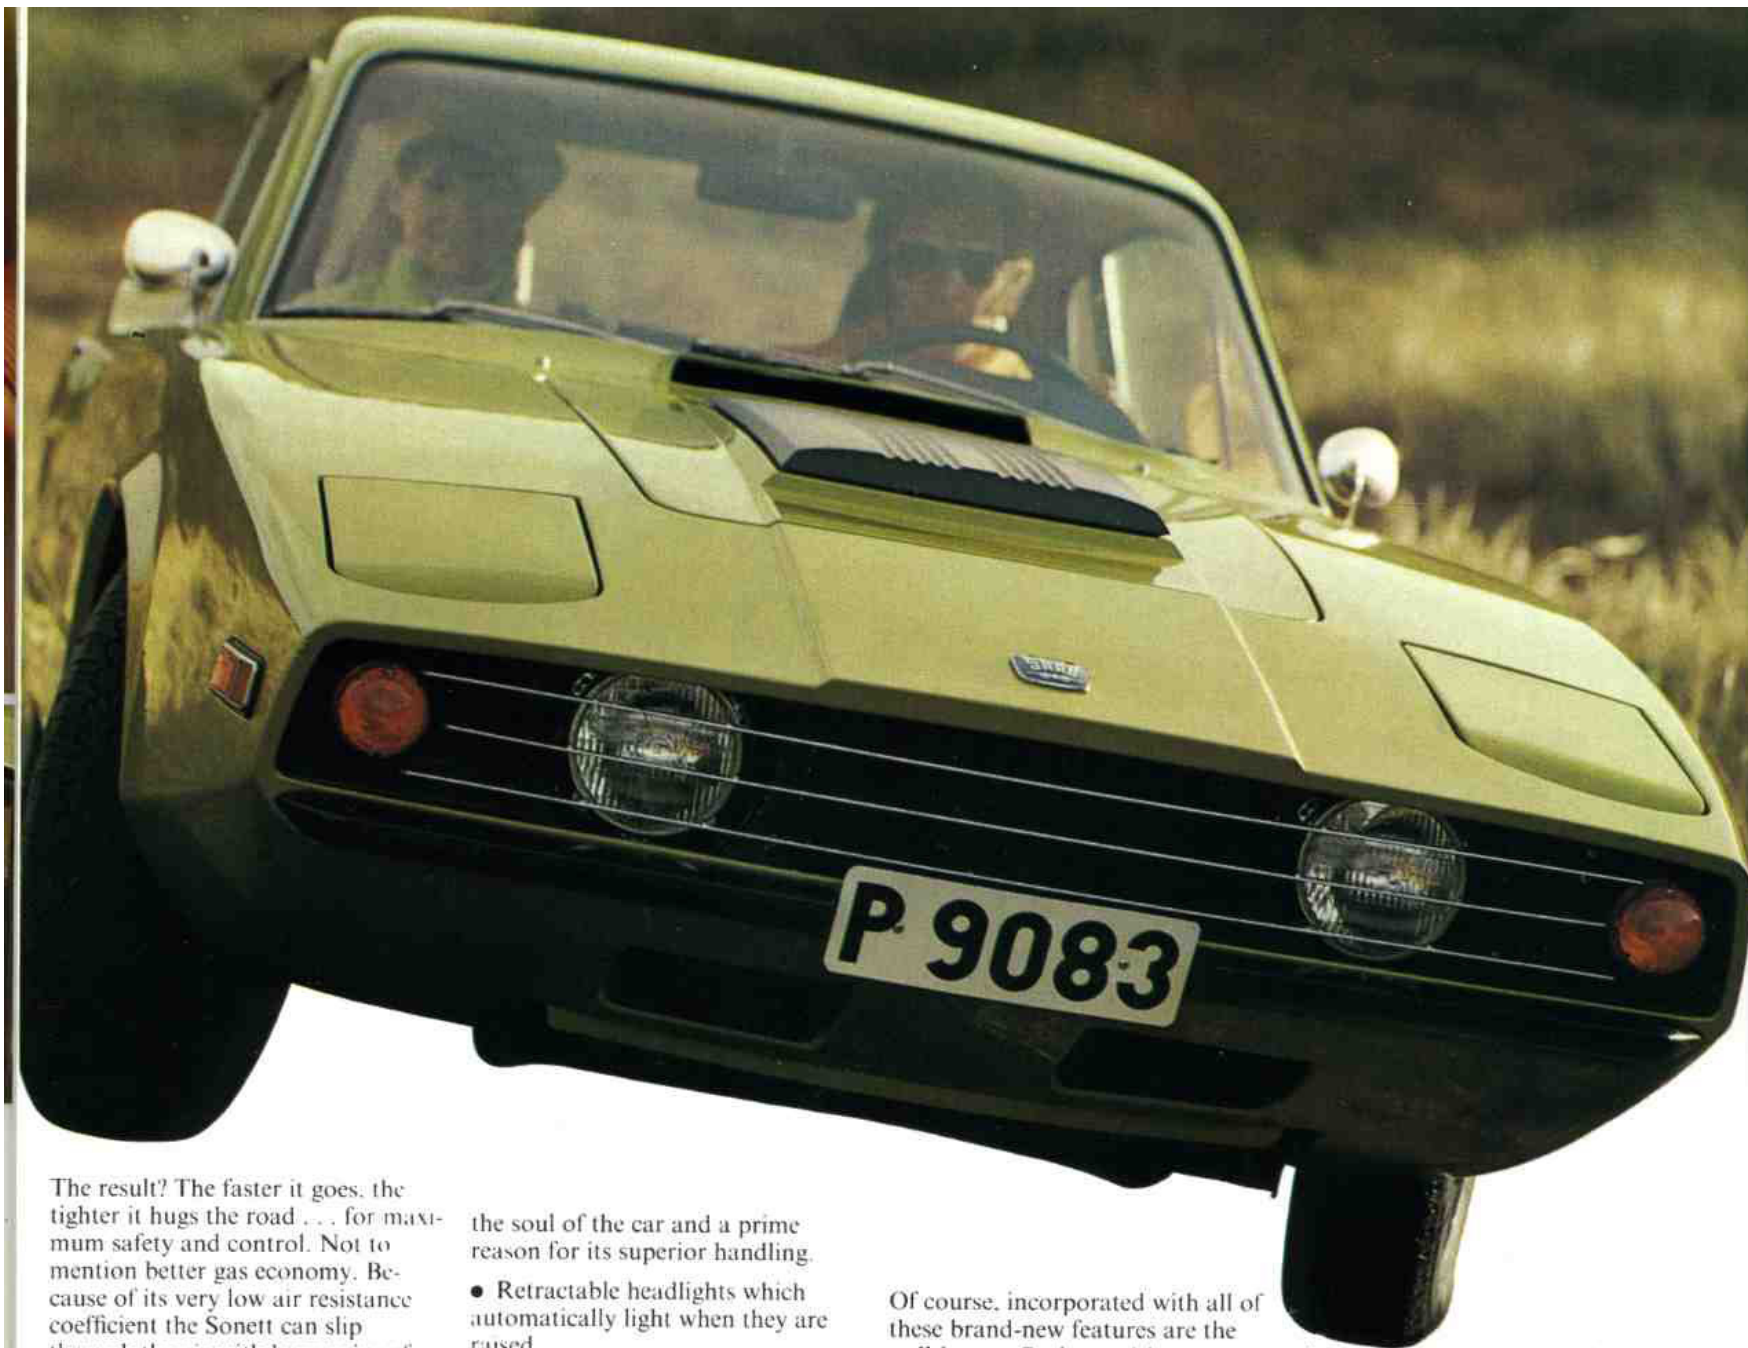 SAAB
P 9083
The result? The faster it goes, the
tighter it hugs the road . . . for maxi-
mum safety and control. Not to
mention better gas economy. Be-
cause of its very low air resistance
coefficient the Sonett can slip
the soul of the car and a prime
reason for its superior handling.
● Retractable headlights which
automatically light when they are
raised
Of course, incorporated with all of
these brand-new features are the